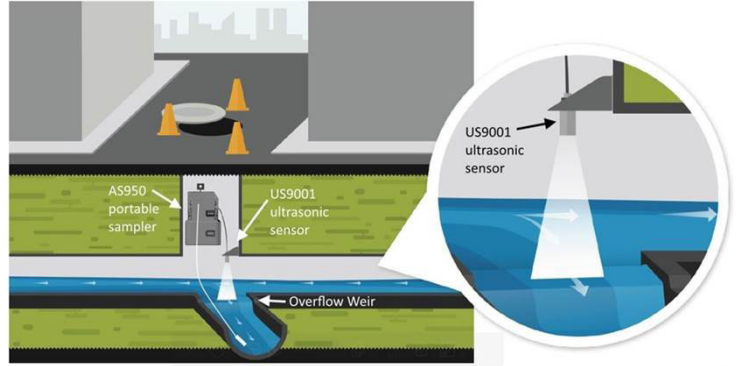 AS950
portable
sampler
US9001
ultrasonic
sensor
Overflow Weir
US9001
ultrasonic
sensor